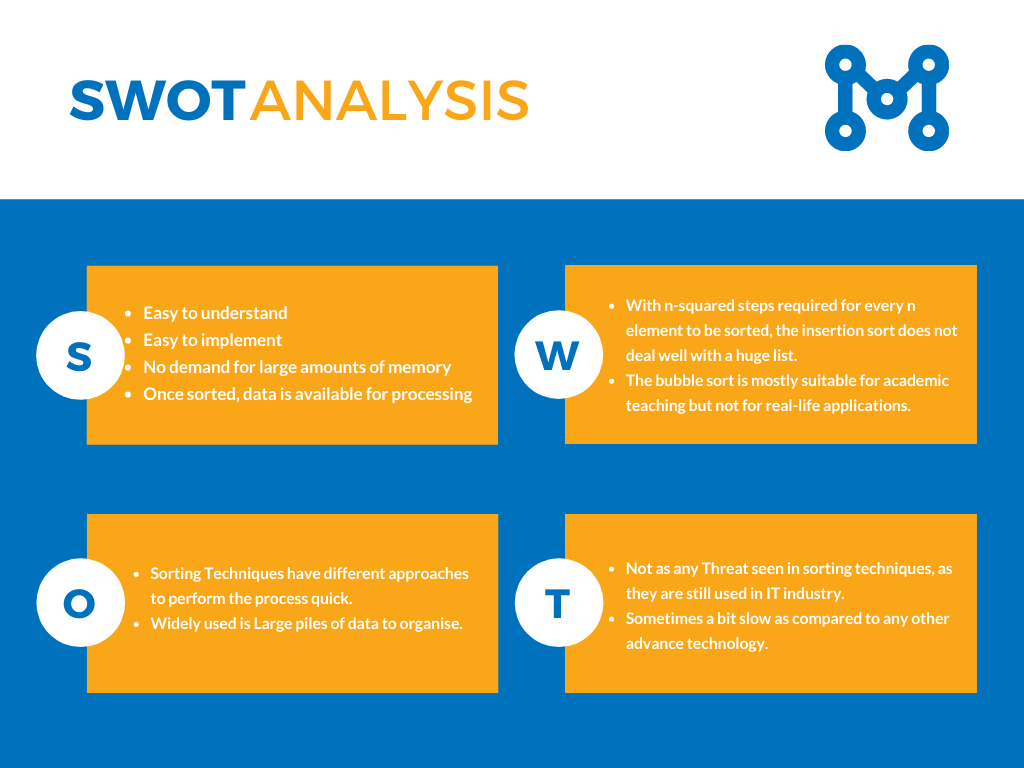 SWOT ANALYSIS
S
• Easy to understand
• Easy to implement
• No demand for large amounts of memory
• Once sorted, data is available for processing
W
• With n-squared steps required for every n
element to be sorted, the insertion sort does not
deal well with a huge list.
• The bubble sort is mostly suitable for academic
teaching but not for real-life applications.
O
• Sorting Techniques have different approaches
to perform the process quick.
• Widely used is Large piles of data to organise.
T
• Not as any Threat seen in sorting techniques, as
they are still used in IT industry.
• Sometimes a bit slow as compared to any other
advance technology.